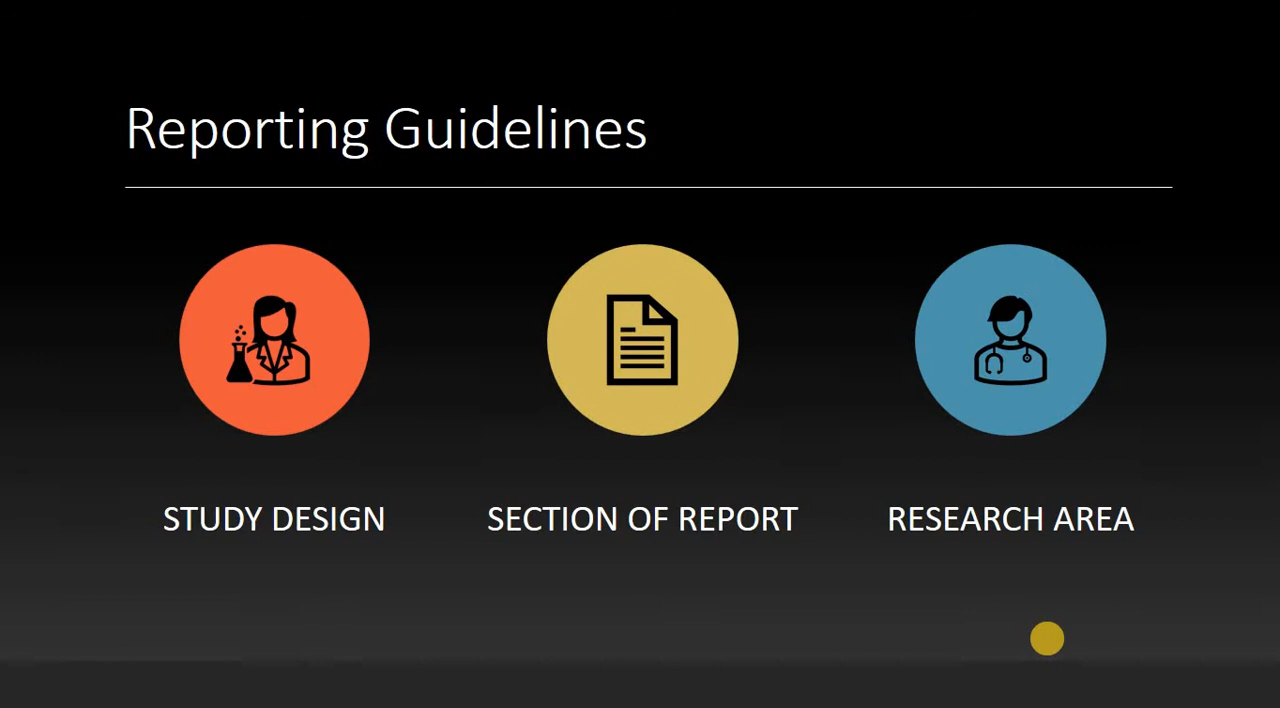 Reporting Guidelines
STUDY DESIGN
SECTION OF REPORT
RESEARCH AREA